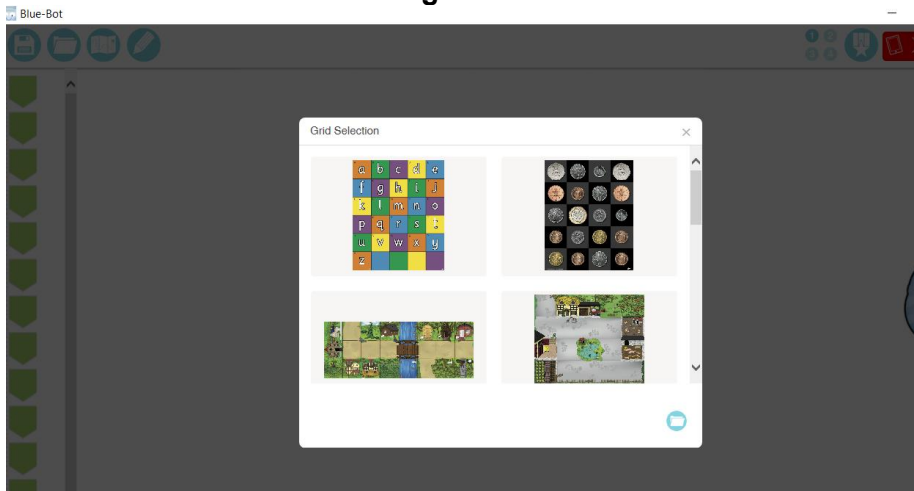 Blue-Bot
Grid Selection
a b c d e
f g h i j
k l m n o
p q r s t
u v w x y
z